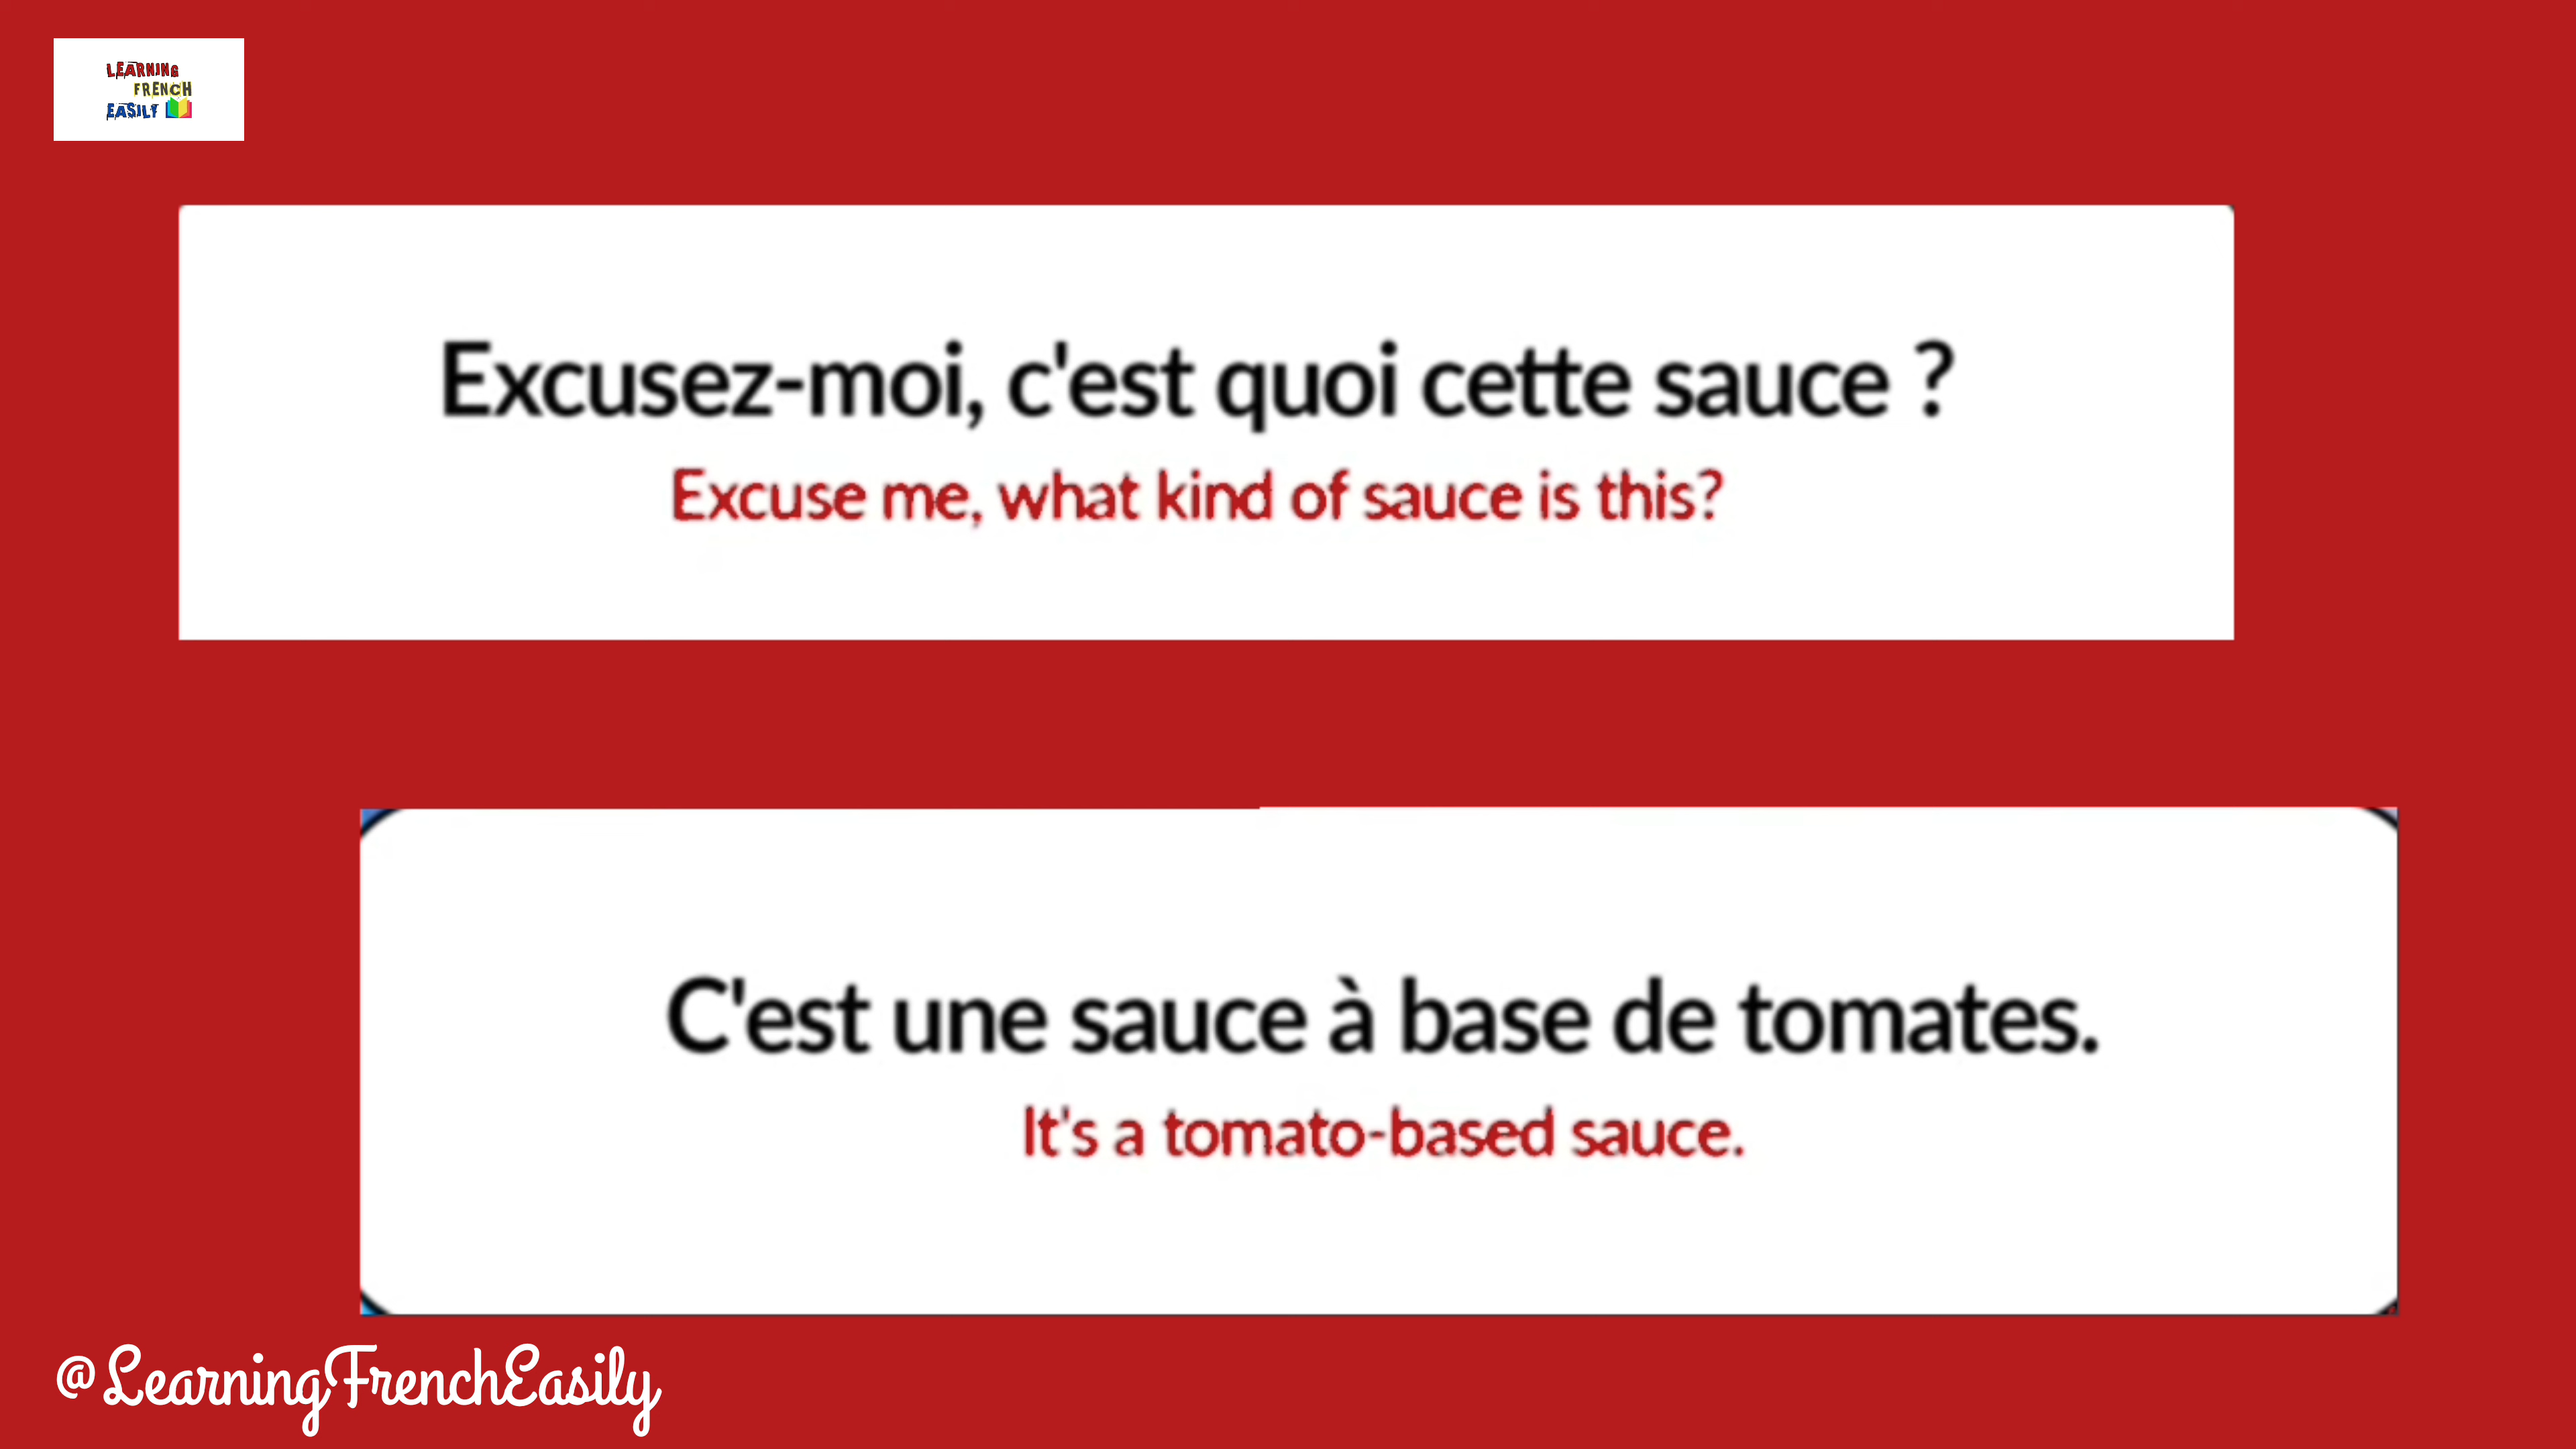 LEARNING
FRENCH
EASILY
Excusez-moi, c'est quoi cette sauce ?
Excuse me, what kind of sauce is this?
C'est une sauce à base de tomates.
It's a tomato-based sauce.
@LearningFrenchEasily